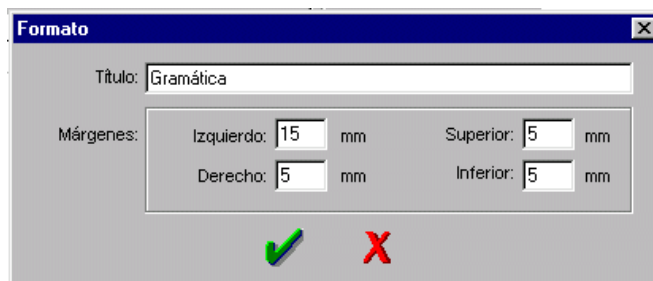 Formato
Título: Gramática
Márgenes: Izquierdo: 15 mm Superior: 5 mm
Derecho: 5 mm Inferior: 5 mm